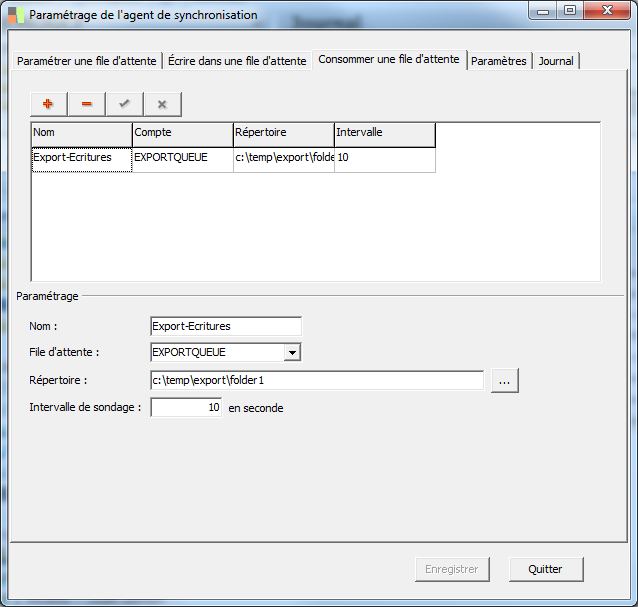 Paramétrage de l'agent de synchronisation
Paramétrer une file d'attente Écrire dans une file d'attente Consommer une file d'attente Paramètres Journal
Nom Compte Répertoire Intervalle
Export-Ecritures EXPORTQUEUE c:\temp\export\folde 10
Paramétrage
Nom : Export-Ecritures
File d'attente : EXPORTQUEUE
Répertoire : c:\temp\export\folder1 ...
Intervalle de sondage : 10 en seconde
Enregistrer Quitter